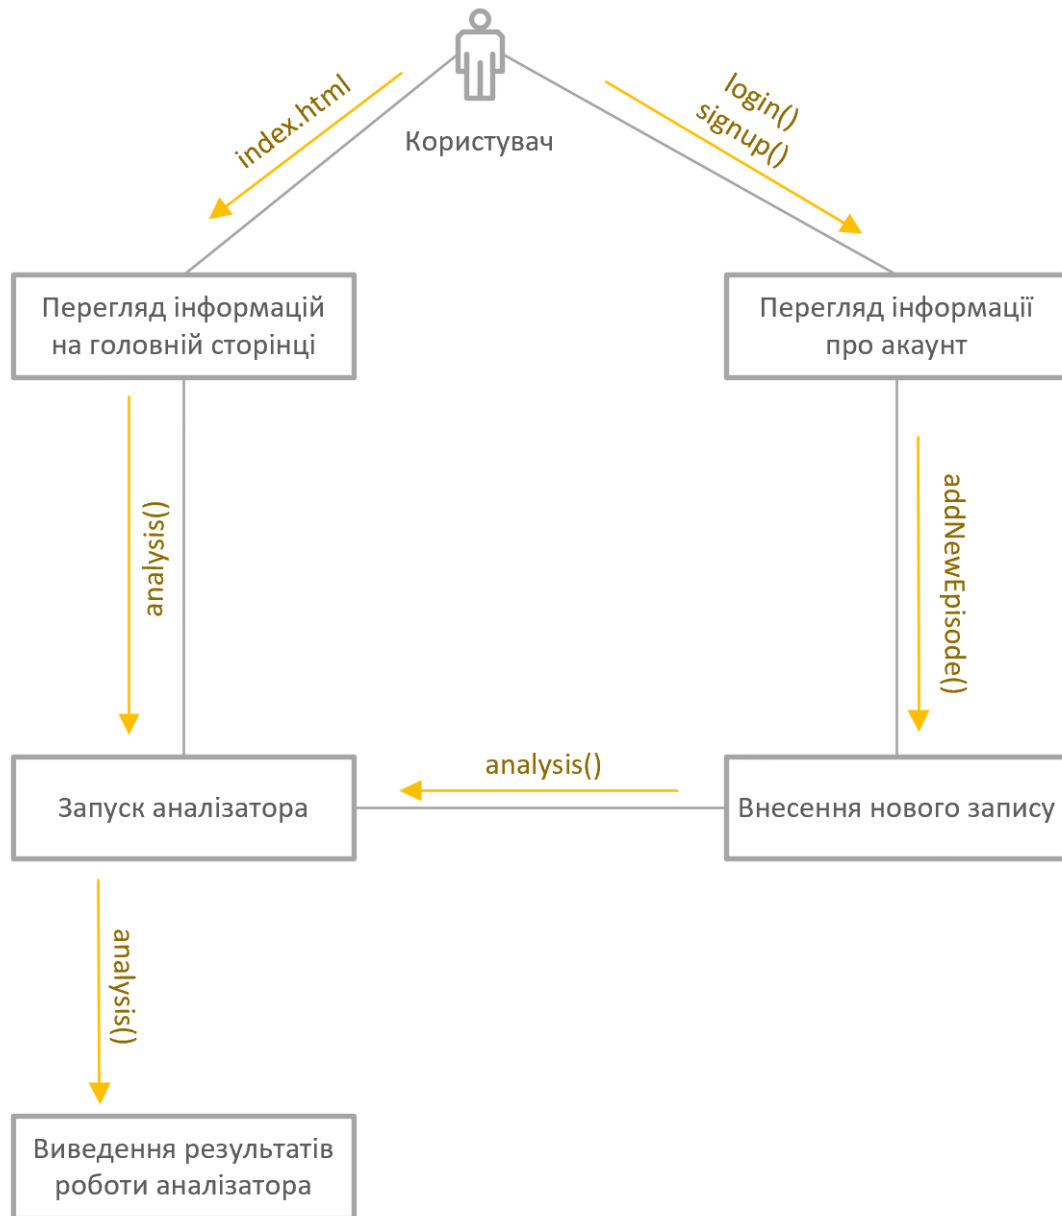 index.html
login()
signup()
Користувач
Перегляд інформацій
на головній сторінці
Перегляд інформації
про акаунт
analysis()
addNewEpisode()
analysis()
Запуск аналізатора
Внесення нового запису
analysis()
Виведення результатів
роботи аналізатора